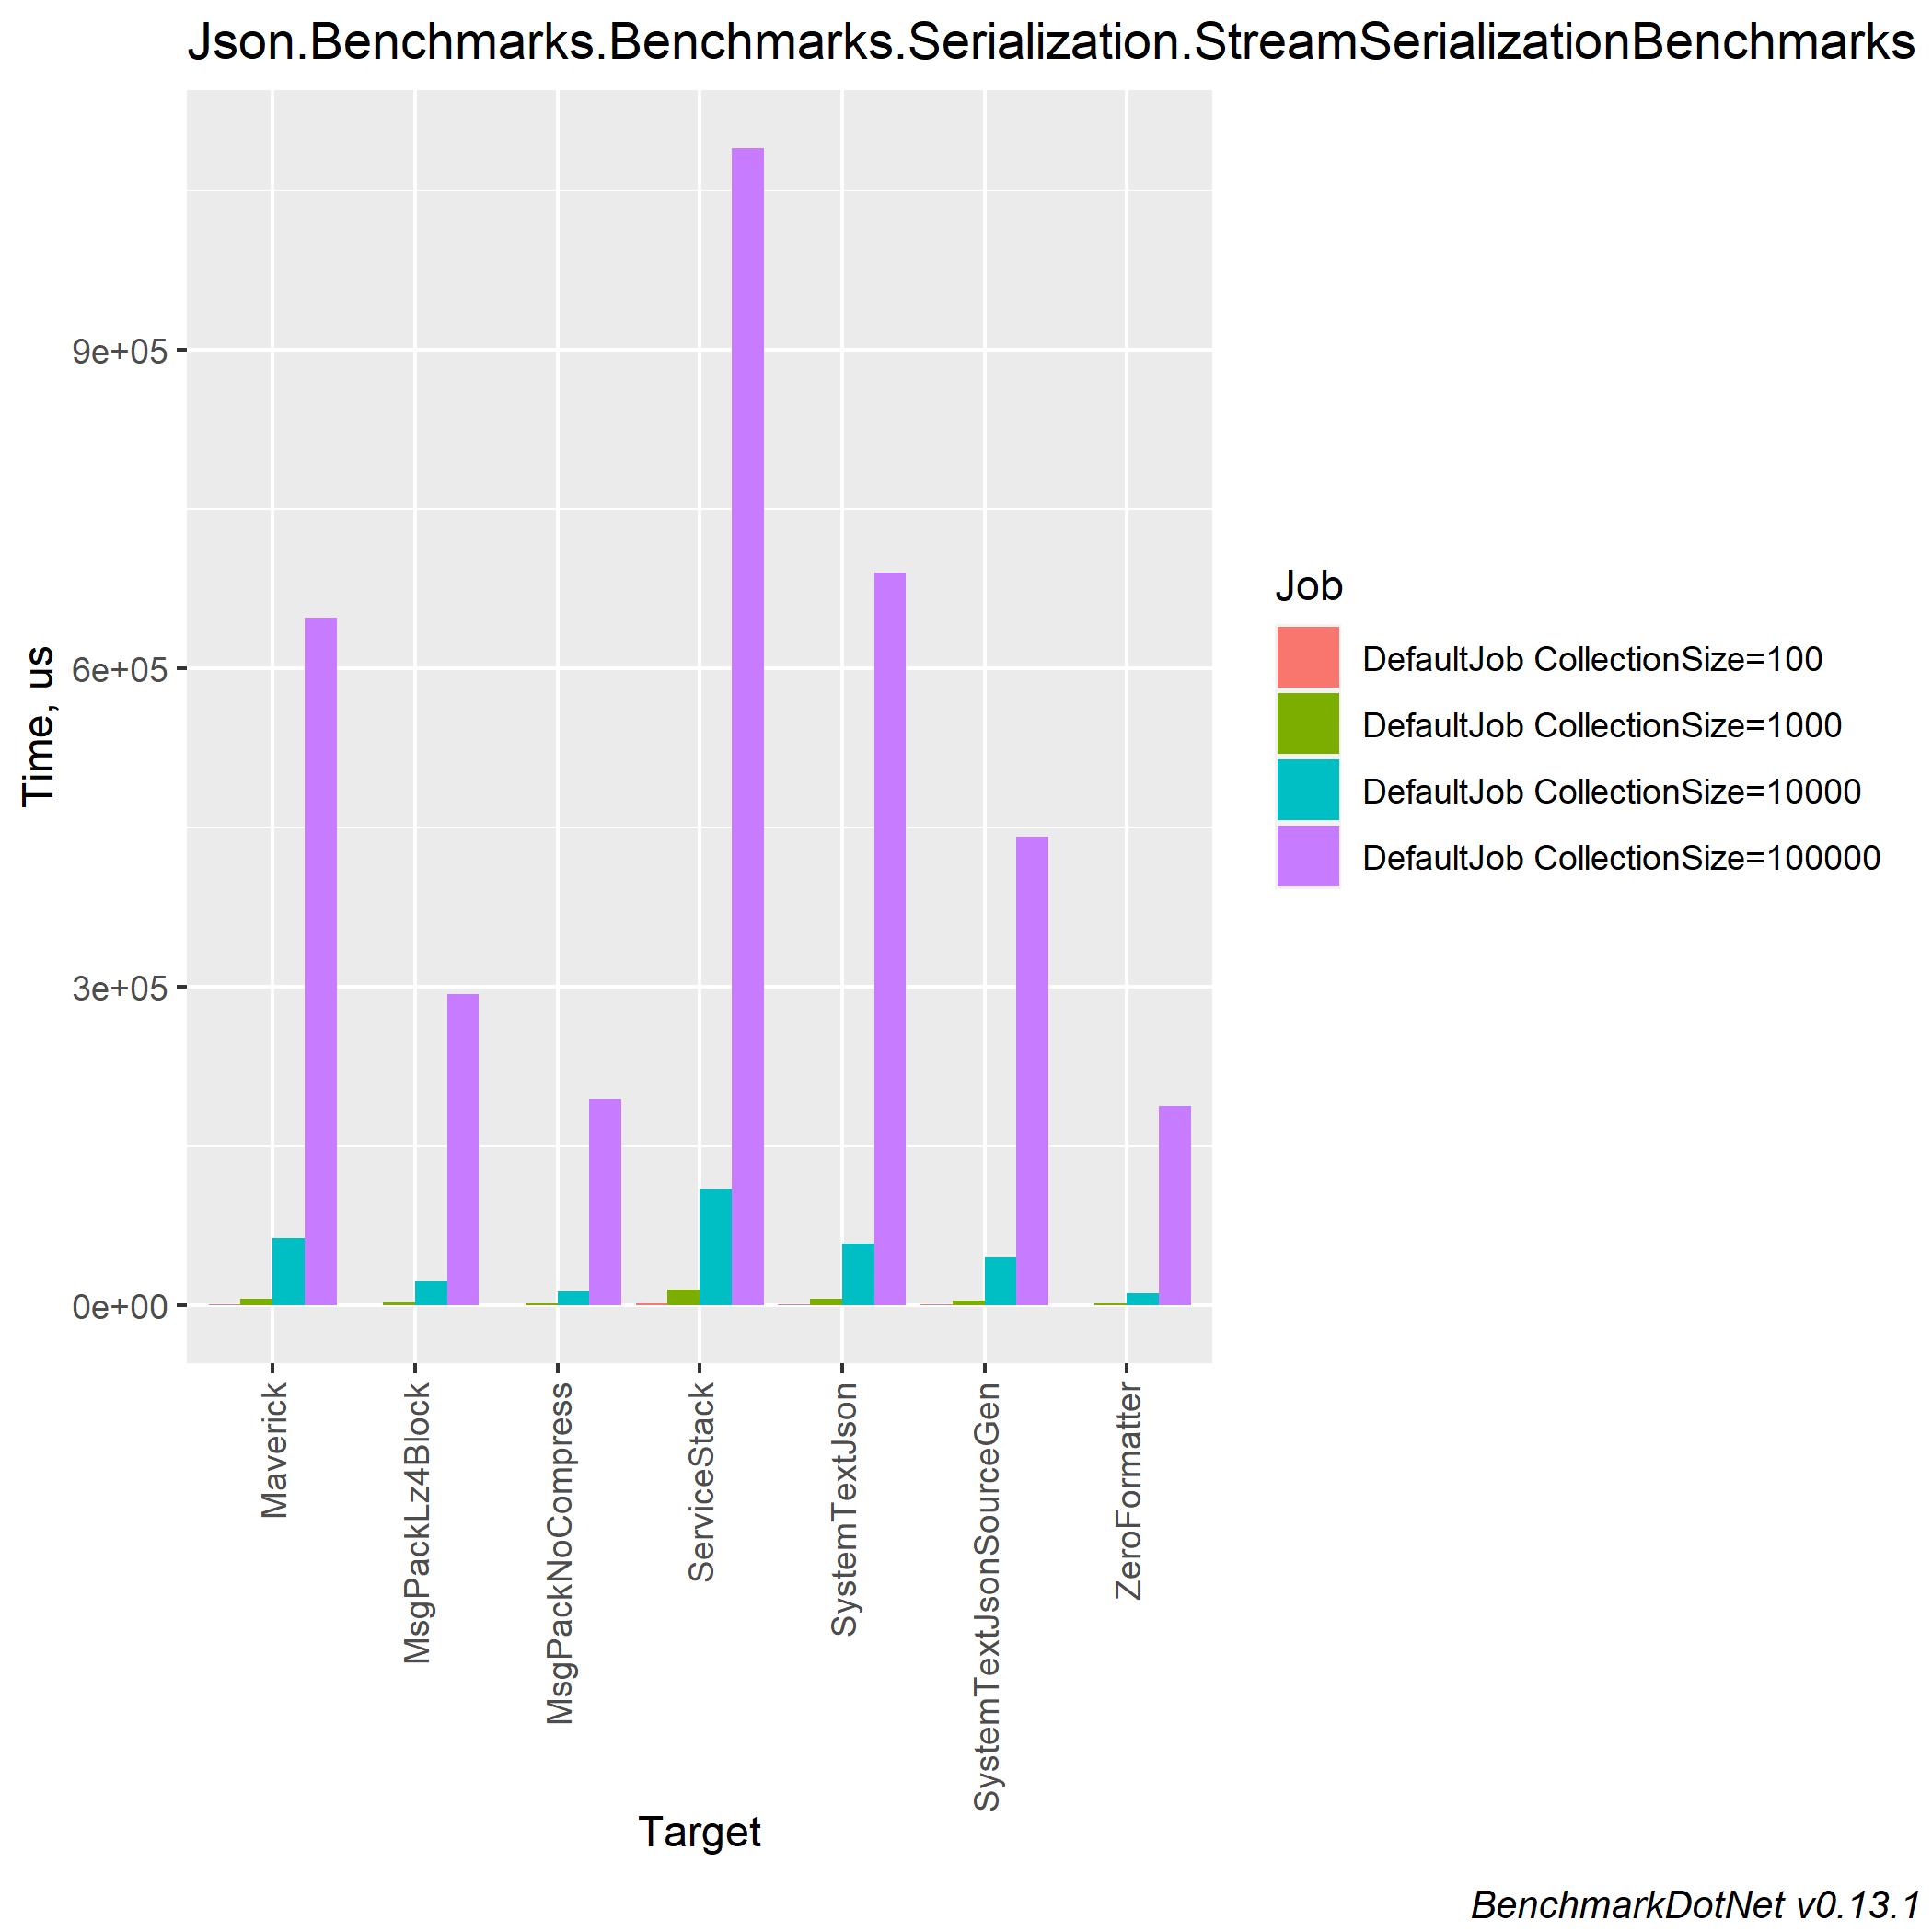 Json.Benchmarks.Benchmarks.Serialization.StreamSerializationBenchmarks
Time, us
9e+05
6e+05
3e+05
0e+00
Maverick
MsgPackLz4Block
MsgPackNoCompress
ServiceStack
SystemTextJson
SystemTextJsonSourceGen
ZeroFormatter
Target
Job
DefaultJob CollectionSize=100
DefaultJob CollectionSize=1000
DefaultJob CollectionSize=10000
DefaultJob CollectionSize=100000
BenchmarkDotNet v0.13.1